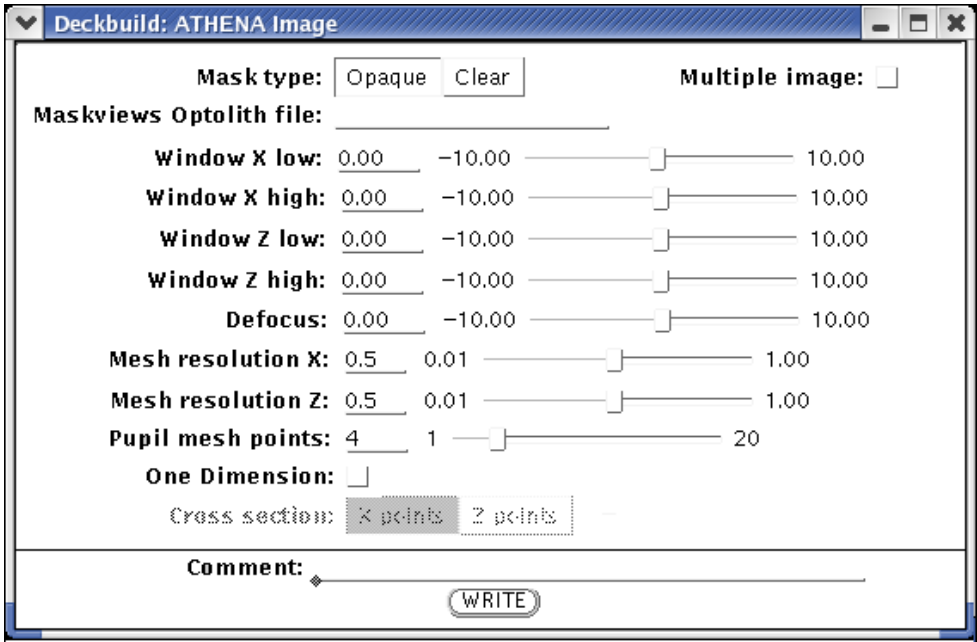 Deckbuild: ATHENA Image
Mask type: Opaque Clear Multiple image:
Maskviews Optolith file:
Window X low: 0.00 −10.00 10.00
Window X high: 0.00 −10.00 10.00
Window Z low: 0.00 −10.00 10.00
Window Z high: 0.00 −10.00 10.00
Defocus: 0.00 −10.00 10.00
Mesh resolution X: 0.5 0.01 1.00
Mesh resolution Z: 0.5 0.01 1.00
Pupil mesh points: 4 1 20
One Dimension:
Cross section: X points Z points
Comment:
WRITE